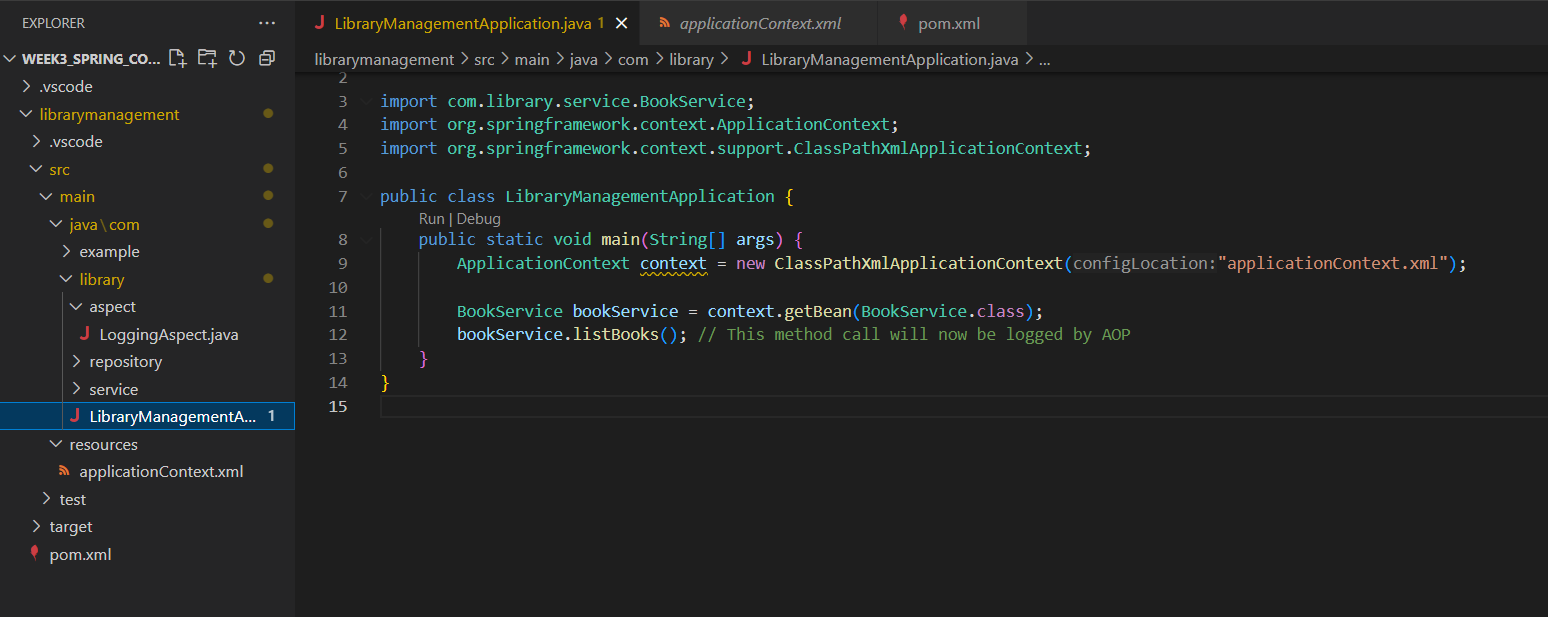 EXPLORER ···
WEEK3_SPRING_CO...
.vscode
librarymanagement
.vscode
src
main
java\com
example
library
aspect
LoggingAspect.java
repository
service
LibraryManagementA... 1
resources
applicationContext.xml
test
target
pom.xml
LibraryManagementApplication.java 1 applicationContext.xml pom.xml
librarymanagement > src > main > java > com > library > LibraryManagementApplication.java > ...
2
3 import com.library.service.BookService;
4 import org.springframework.context.ApplicationContext;
5 import org.springframework.context.support.ClassPathXmlApplicationContext;
6
7 public class LibraryManagementApplication {
Run | Debug
8 public static void main(String[] args) {
9 ApplicationContext context = new ClassPathXmlApplicationContext(configLocation:"applicationContext.xml");
10
11 BookService bookService = context.getBean(BookService.class);
12 bookService.listBooks(); // This method call will now be logged by AOP
13 }
14 }
15